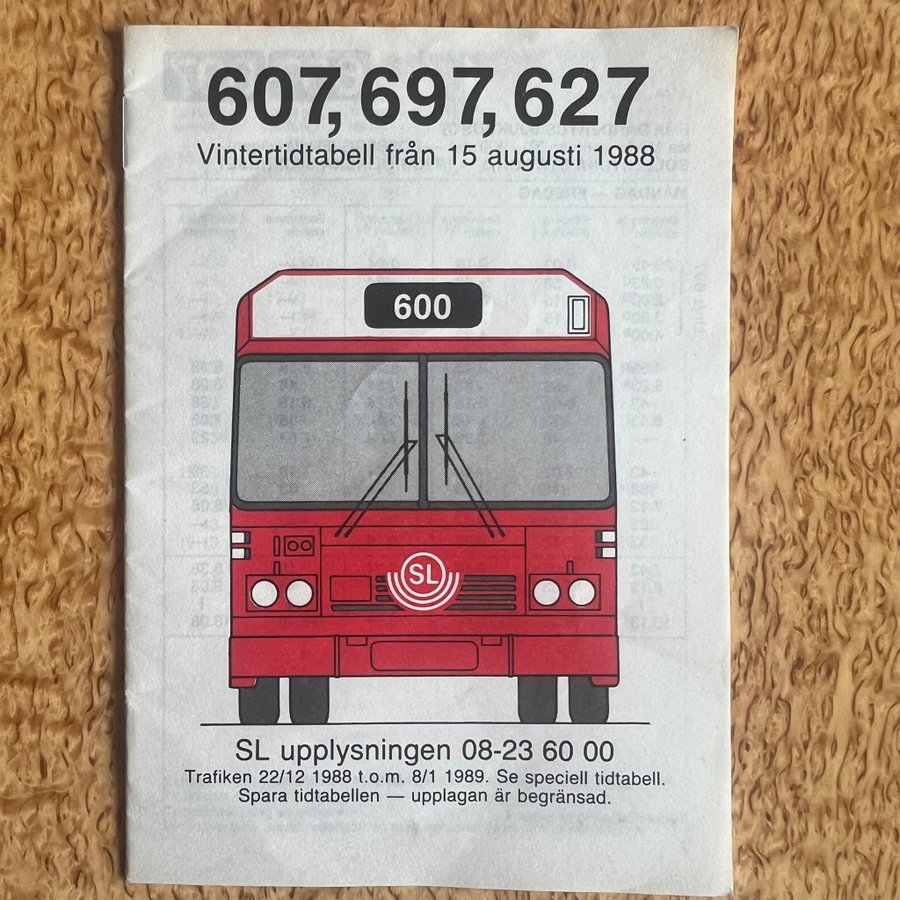 607, 697, 627
Vintertidtabell från 15 augusti 1988
600
SL
SL upplysningen 08-23 60 00
Trafiken 22/12 1988 t.o.m. 8/1 1989. Se speciell tidtabell.
Spara tidtabellen — upplagan är begränsad.